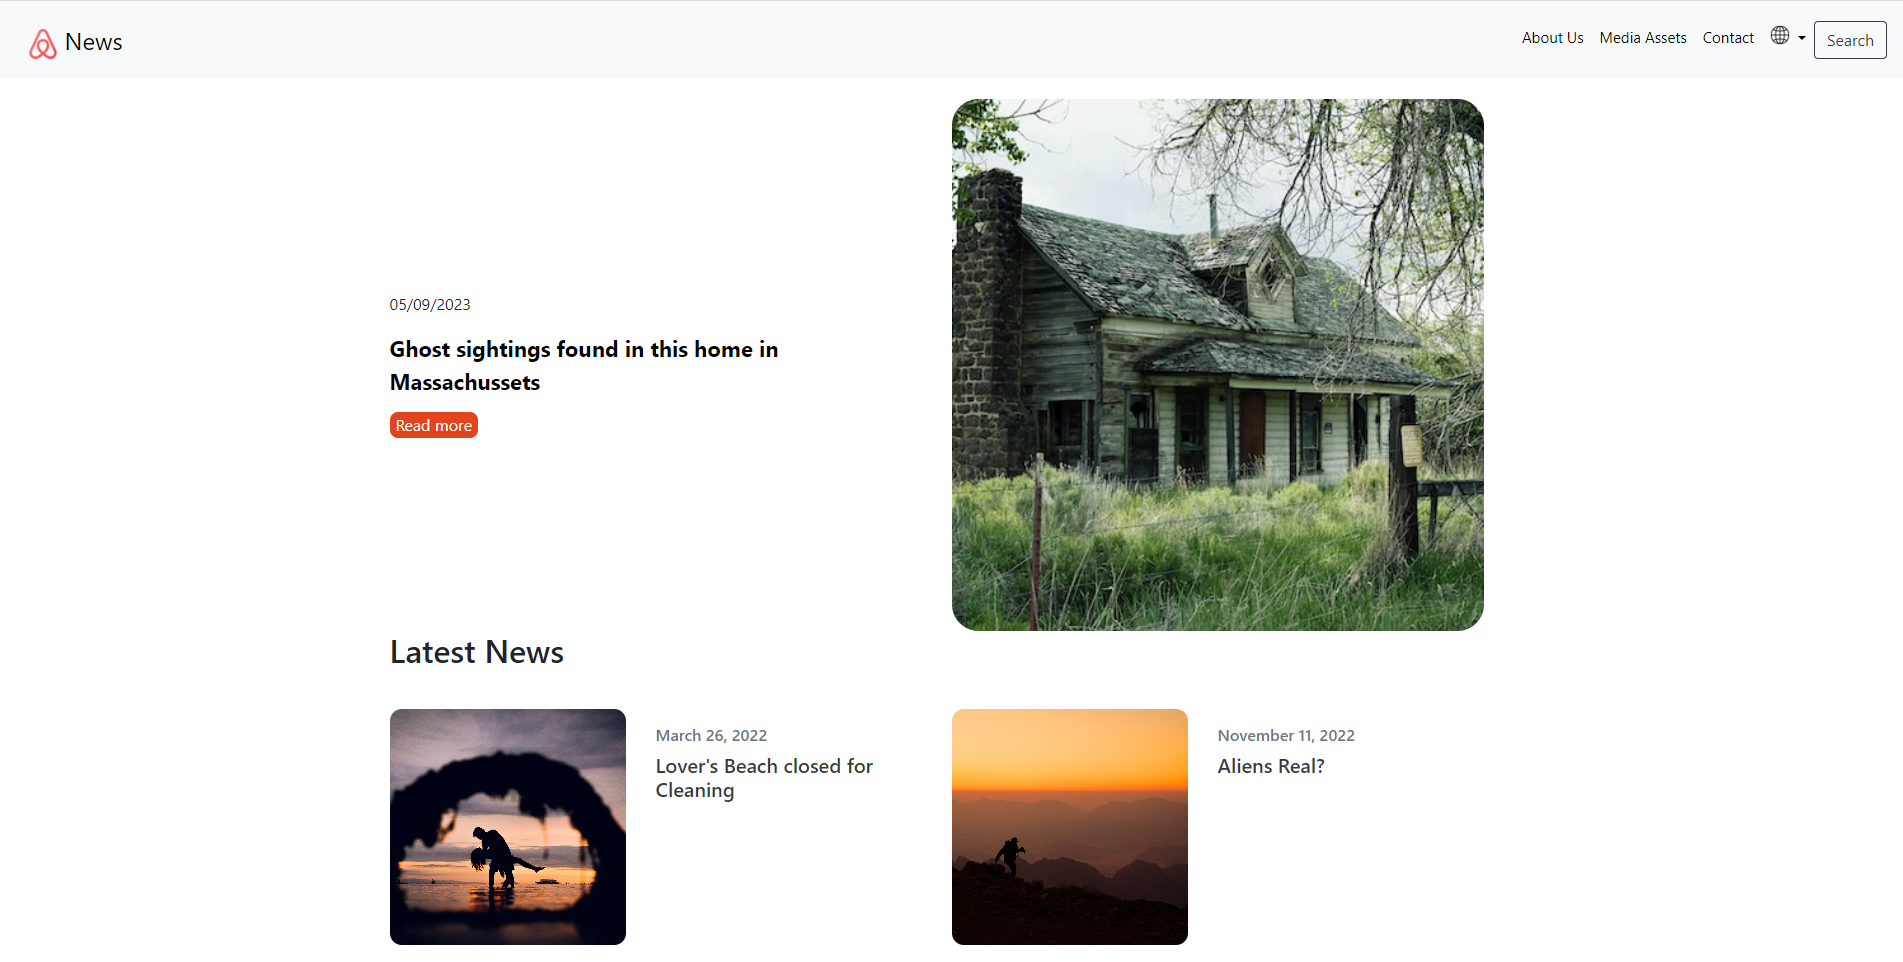 News
About Us
Media Assets
Contact
Search
05/09/2023
Ghost sightings found in this home in
Massachussets
Read more
Latest News
March 26, 2022
Lover's Beach closed for
Cleaning
November 11, 2022
Aliens Real?